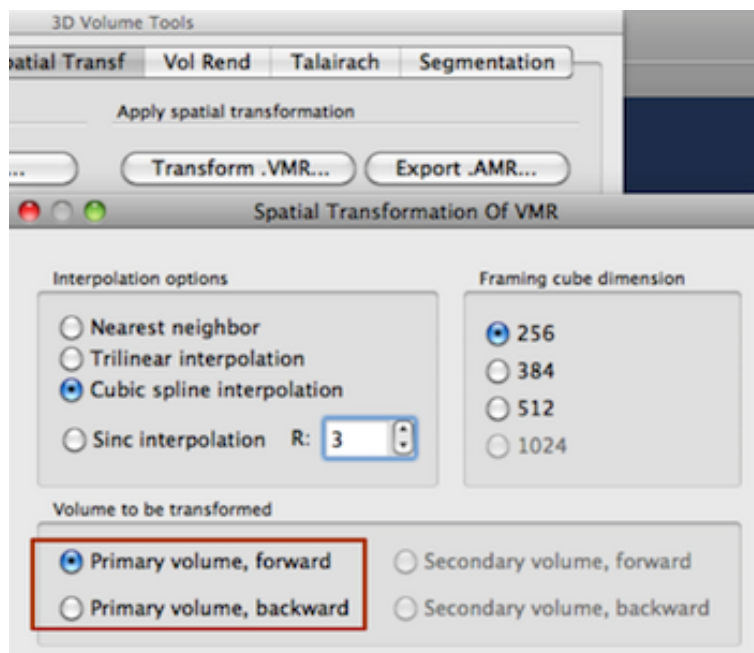 3D Volume Tools
patial Transf Vol Rend Talairach Segmentation
Apply spatial transformation
... Transform .VMR... Export .AMR...
Spatial Transformation Of VMR
Interpolation options Framing cube dimension
Nearest neighbor 256
Trilinear interpolation 384
Cubic spline interpolation 512
Sinc interpolation R: 3 1024
Volume to be transformed
Primary volume, forward Secondary volume, forward
Primary volume, backward Secondary volume, backward